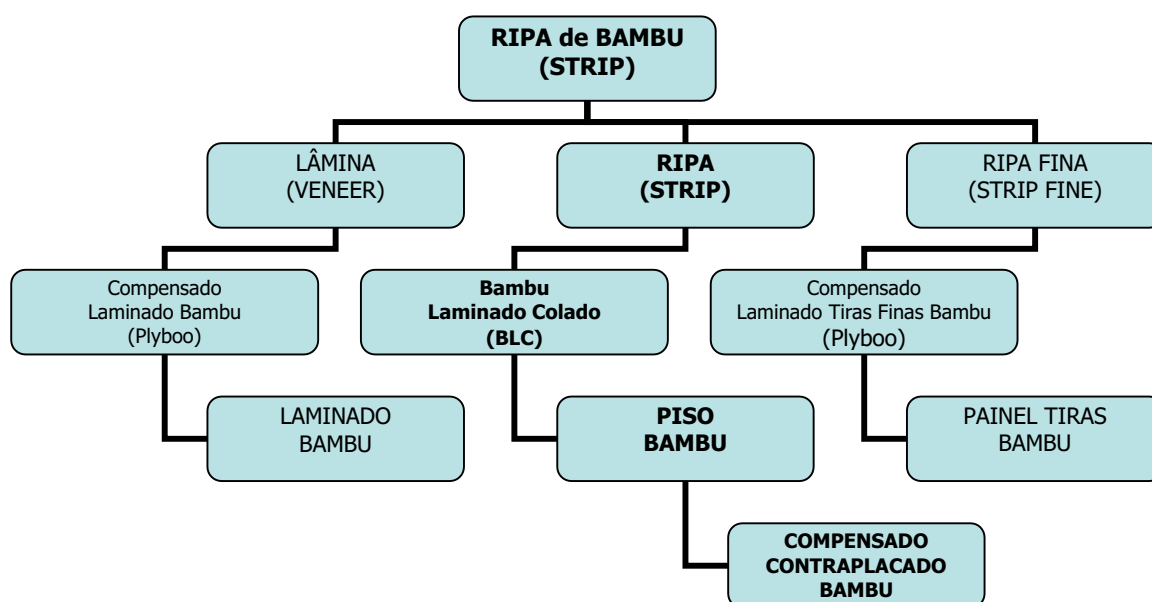 RIPA de BAMBU
(STRIP)
LÂMINA
(VENEER)
RIPA
(STRIP)
RIPA FINA
(STRIP FINE)
Compensado
Laminado Bambu
(Plyboo)
Bambu
Laminado Colado
(BLC)
Compensado
Laminado Tiras Finas Bambu
(Plyboo)
LAMINADO
BAMBU
PISO
BAMBU
PAINEL TIRAS
BAMBU
COMPENSADO
CONTRAPLACADO
BAMBU